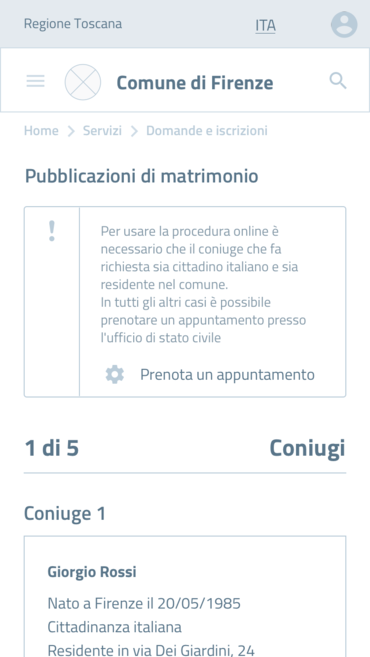 Regione Toscana
ITA
Comune di Firenze
Home > Servizi > Domande e iscrizioni
Pubblicazioni di matrimonio
!
Per usare la procedura online è
necessario che il coniuge che fa
richiesta sia cittadino italiano e sia
residente nel comune.
In tutti gli altri casi è possibile
prenotare un appuntamento presso
l'ufficio di stato civile
Prenota un appuntamento
1 di 5
Coniugi
Coniuge 1
Giorgio Rossi
Nato a Firenze il 20/05/1985
Cittadinanza italiana
Residente in via Dei Giardini, 24